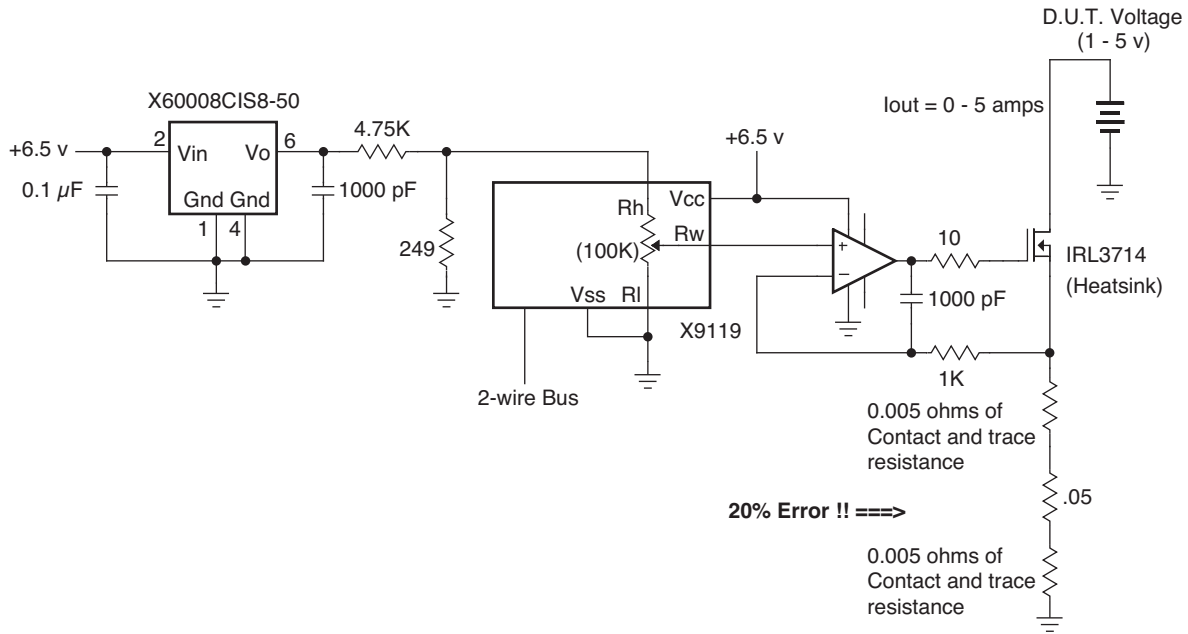 D.U.T. Voltage
(1 - 5 v)
X60008CIS8-50
Iout = 0 - 5 amps
4.75K
+6.5 v
+6.5 v
2
Vin
Vo
6
0.1 µF
Gnd Gnd
1
4
1000 pF
249
Rh
Vcc
Rw
(100K)
Vss
Rl
X9119
2-wire Bus
+
−
10
1000 pF
IRL3714
(Heatsink)
1K
0.005 ohms of
Contact and trace
resistance
.05
20% Error !! ===>
0.005 ohms of
Contact and trace
resistance